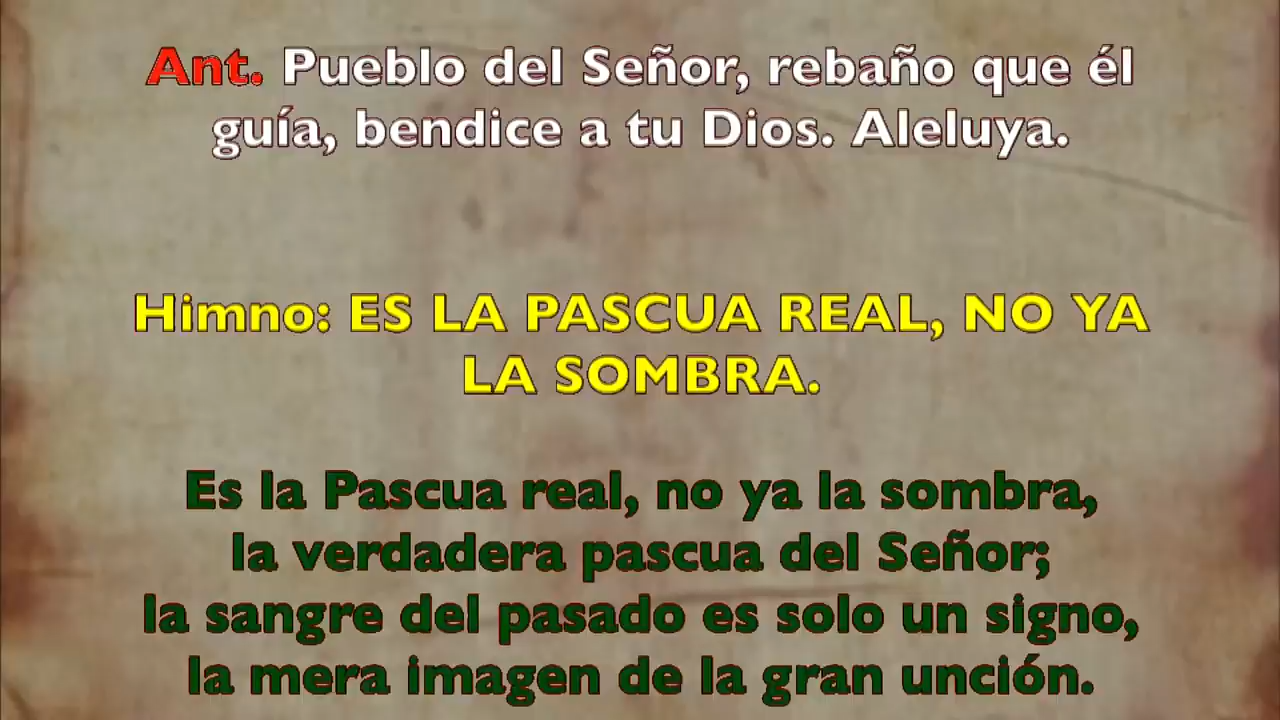 Ant. Pueblo del Señor, rebaño que él
guía, bendice a tu Dios. Aleluya.
Himno: ES LA PASCUA REAL, NO YA
LA SOMBRA.
Es la Pascua real, no ya la sombra,
la verdadera pascua del Señor;
la sangre del pasado es solo un signo,
la mera imagen de la gran unción.